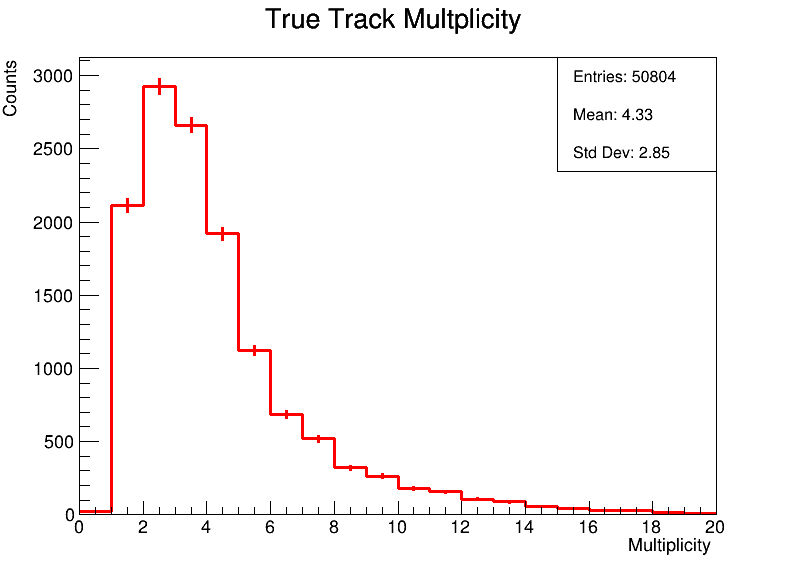 True Track Multplicity
Counts
3000
2500
2000
1500
1000
500
0
Entries: 50804
Mean: 4.33
Std Dev: 2.85
0 2 4 6 8 10 12 14 16 18 20
Multiplicity